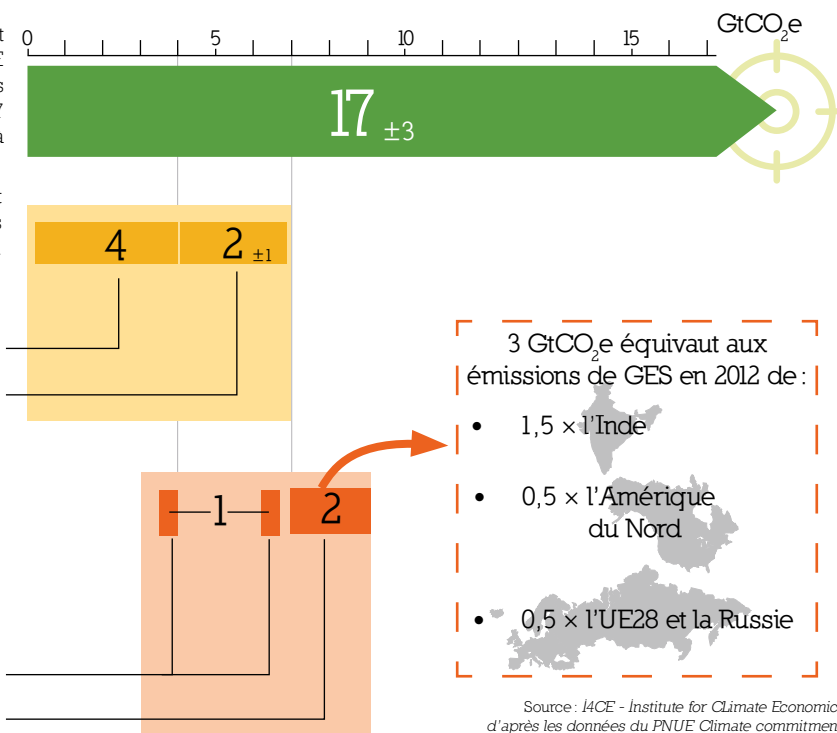 GtCO2e
0 5 10 15
17 ±3
4 2 ±1
1 2
3 GtCO2e équivaut aux
émissions de GES en 2012 de :
• 1,5 × l'Inde
• 0,5 × l'Amérique
du Nord
• 0,5 × l'UE28 et la Russie
Source : I4CE - Institute for CLimate Economic
d'après les données du PNUE Climate commitmen